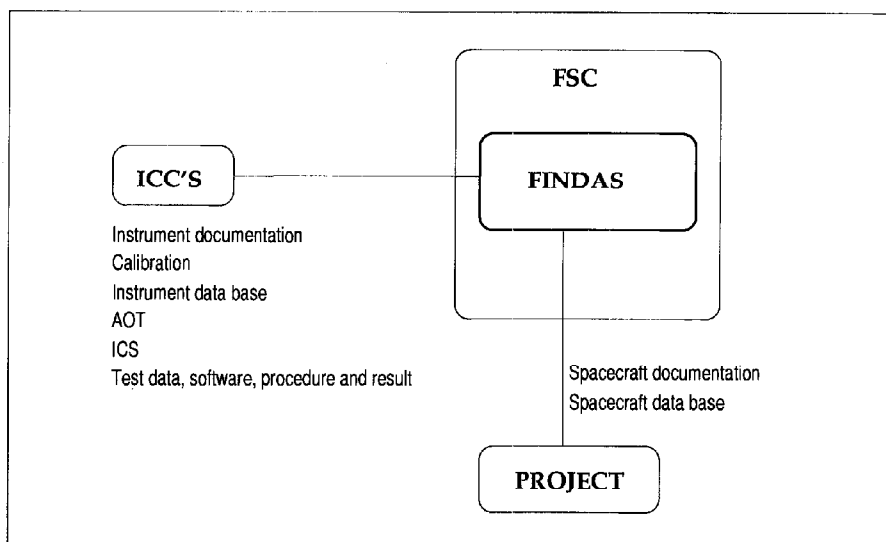 FSC
ICC'S
FINDAS
Instrument documentation
Calibration
Instrument data base
AOT
ICS
Test data, software, procedure and result
Spacecraft documentation
Spacecraft data base
PROJECT